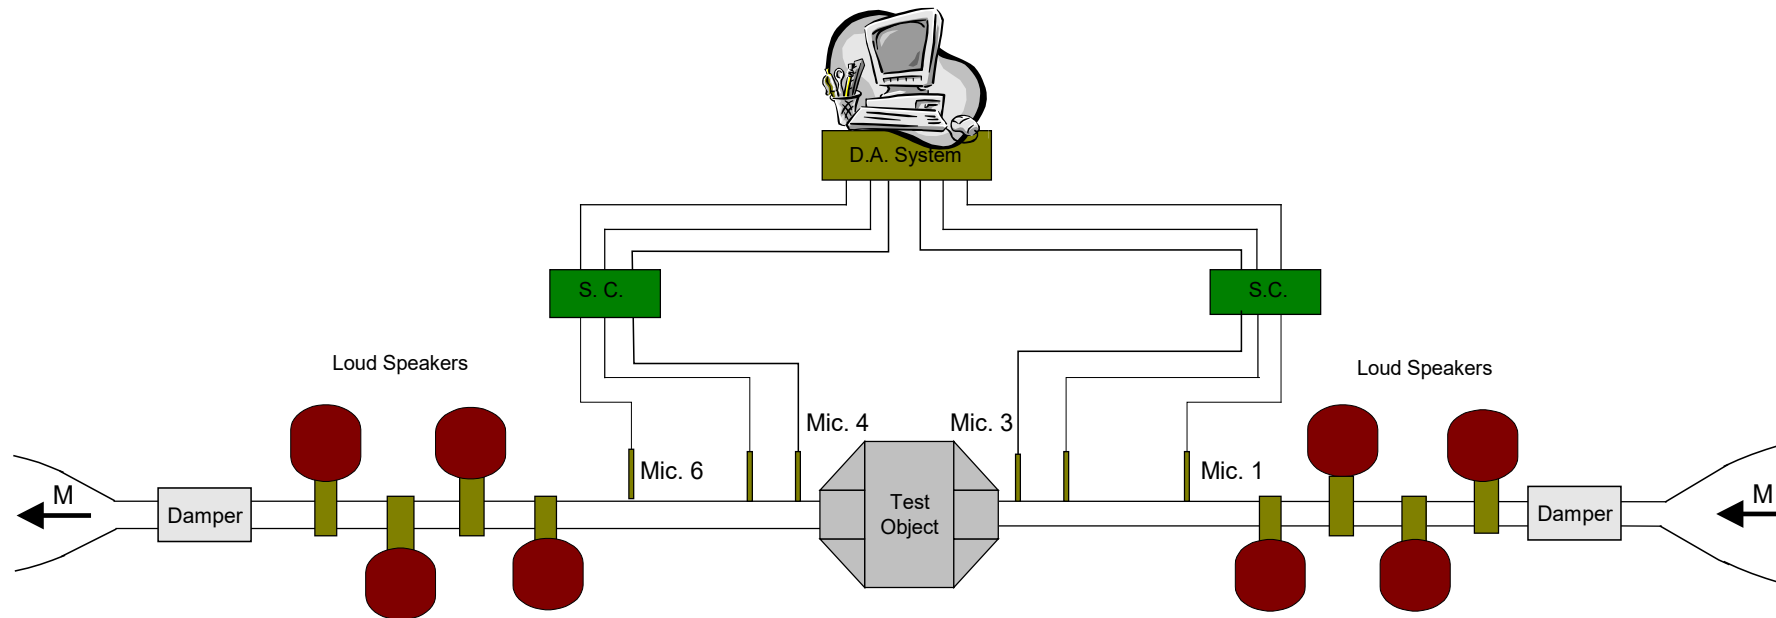 D.A. System
S. C.
S.C.
Loud Speakers
Loud Speakers
Mic. 4
Mic. 3
Mic. 6
Mic. 1
M
M
Damper
Test
Object
Damper